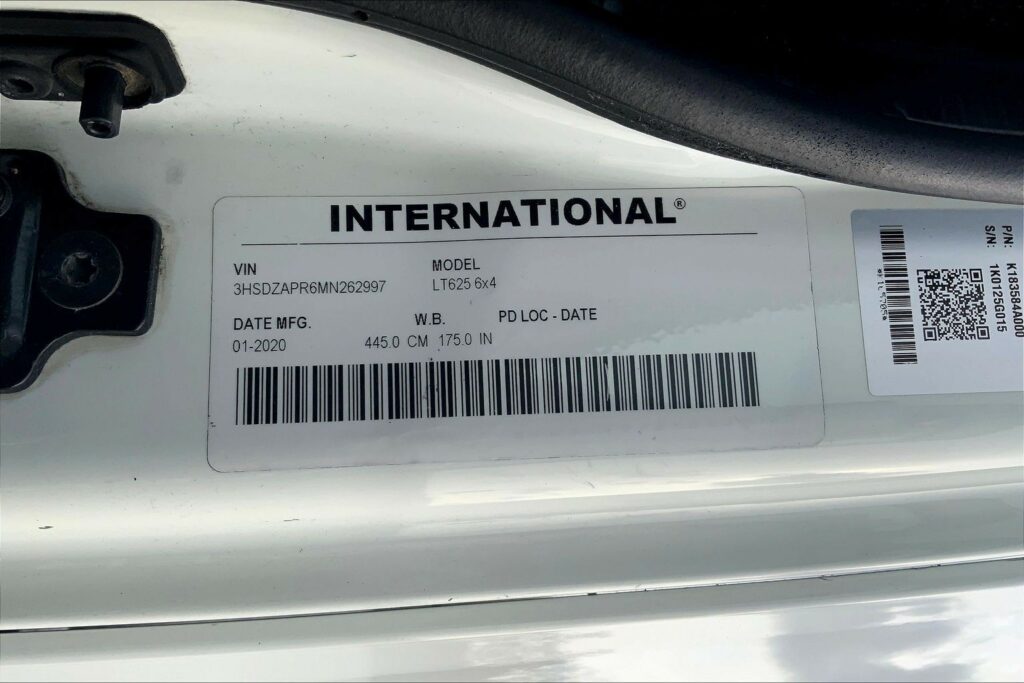 INTERNATIONAL®
VIN MODEL
3HSDZAPR6MN262997 LT625 6x4
DATE MFG. W.B. PD LOC - DATE
01-2020 445.0 CM 175.0 IN
P/N: K183584A000
S/N: 1K0125G015